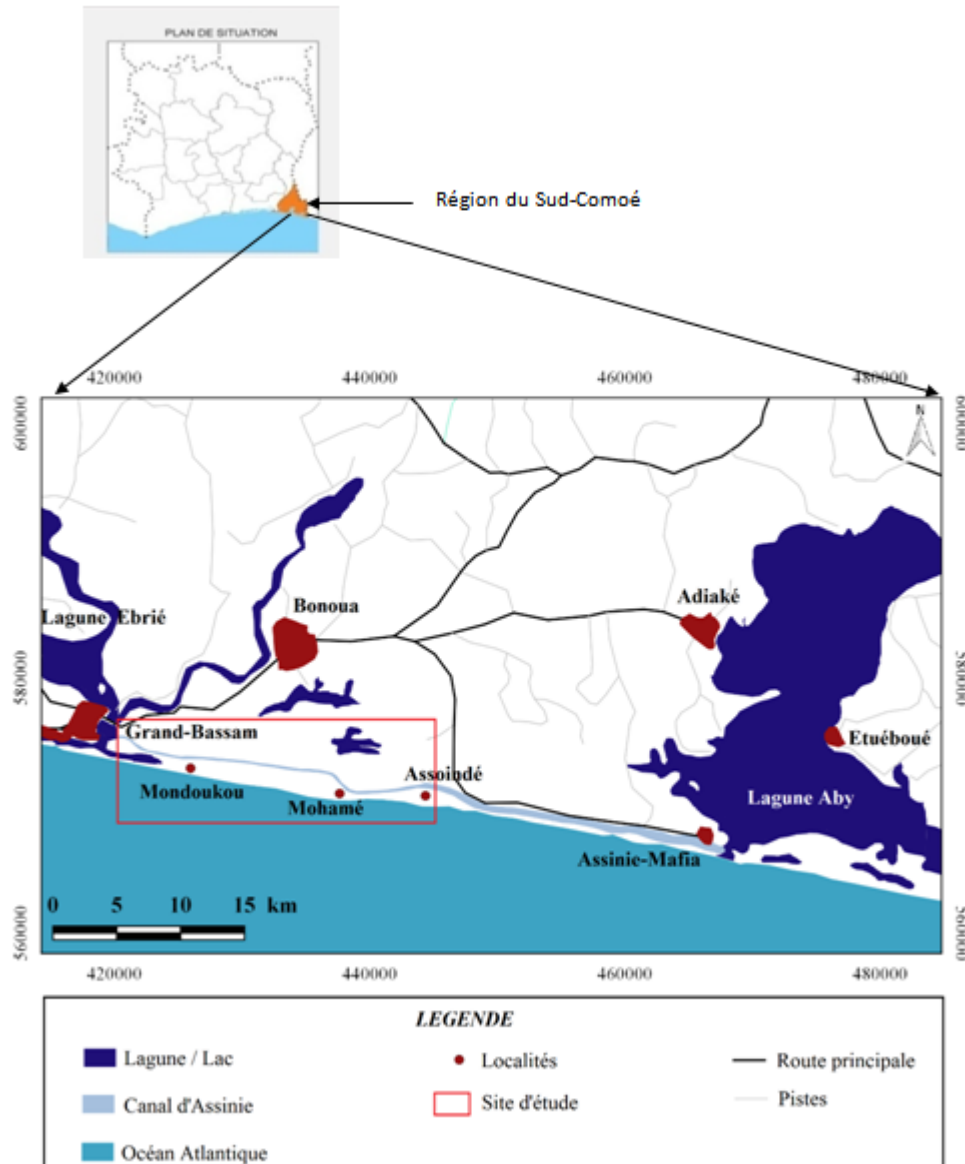 PLAN DE SITUATION
Région du Sud-Comoé
420000 440000 460000 480000
600000 600000
N
Lagune Ebrié
Bonoua
Adiaké
580000 580000
Grand-Bassam
Etuéboué
Assoindé
Mondoukou
Mohamé
Lagune Aby
Assinie-Mafia
0 5 10 15 km
560000 560000
420000 440000 460000 480000
LEGENDE
Lagune / Lac
Localités
Route principale
Canal d'Assinie
Site d'étude
Pistes
Océan Atlantique